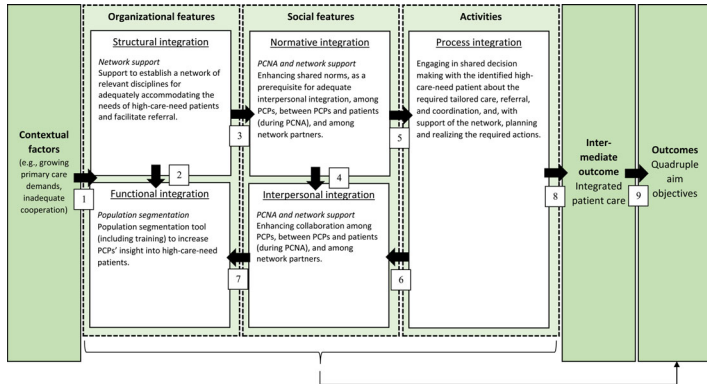 Contextual
factors
(e.g., growing
primary care
demands,
inadequate
cooperation)
1
Organizational features
Structural integration
Network support
Support to establish a network of
relevant disciplines for
adequately accommodating the
needs of high-care-need patients
and facilitate referral.
2
Functional integration
Population segmentation
Population segmentation tool
(including training) to increase
PCPs' insight into high-care-need
patients.
3
7
Social features
Normative integration
PCNA and network support
Enhancing shared norms, as a
prerequisite for adequate
interpersonal integration, among
PCPs, between PCPs and patients
(during PCNA), and among
network partners.
4
Interpersonal integration
PCNA and network support
Enhancing collaboration among
PCPs, between PCPs and patients
(during PCNA), and among
network partners.
5
6
Activities
Process integration
Engaging in shared decision
making with the identified high-
care-need patient about the
required tailored care, referral,
and coordination, and, with
support of the network, planning
and realizing the required actions.
8
Inter-
mediate
outcome
Integrated
patient care
9
Outcomes
Quadruple
aim
objectives